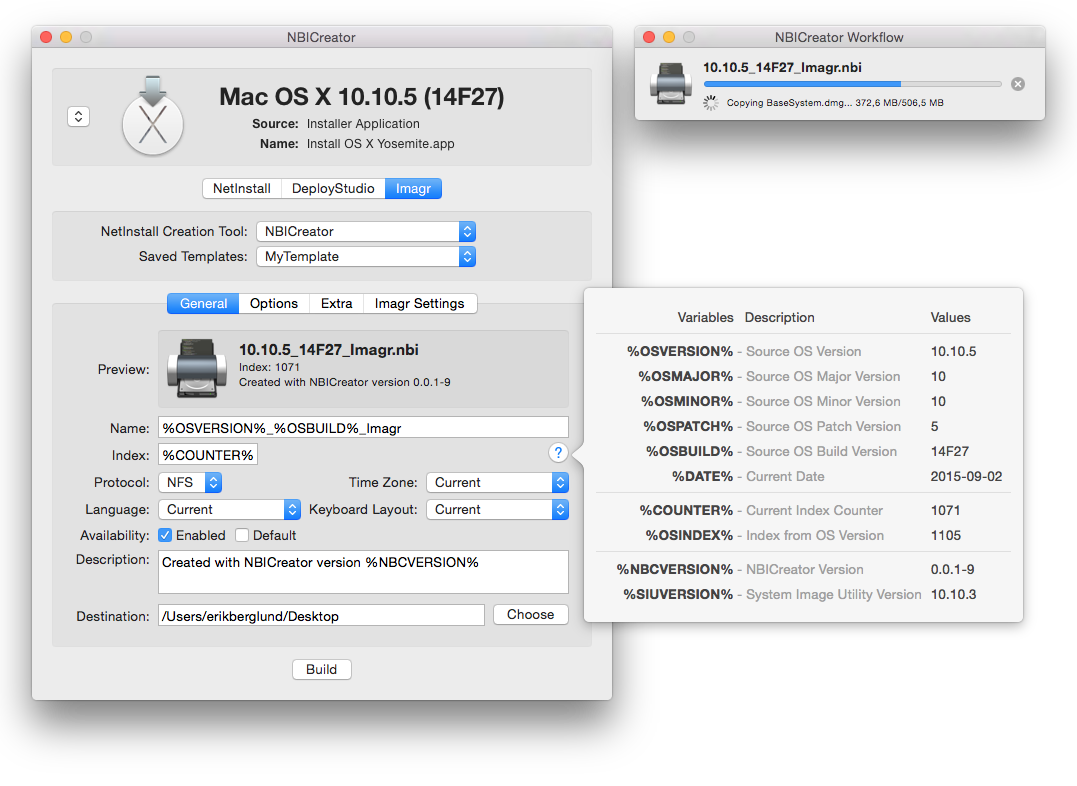 NBICreator
Mac OS X 10.10.5 (14F27)
Source: Installer Application
Name: Install OS X Yosemite.app
NetInstall DeployStudio Imagr
NetInstall Creation Tool: NBICreator
Saved Templates: MyTemplate
General Options Extra Imagr Settings
Preview:
10.10.5_14F27_Imagr.nbi
Index: 1071
Created with NBICreator version 0.0.1-9
Name: %OSVERSION%_%OSBUILD%_Imagr
Index: %COUNTER%
?
Protocol: NFS Time Zone: Current
Language: Current Keyboard Layout: Current
Availability: Enabled Default
Description: Created with NBICreator version %NBCVERSION%
Destination: /Users/erikberglund/Desktop Choose
Build
NBICreator Workflow
10.10.5_14F27_Imagr.nbi
Copying BaseSystem.dmg... 372,6 MB/506,5 MB
Variables Description Values
%OSVERSION% - Source OS Version 10.10.5
%OSMAJOR% - Source OS Major Version 10
%OSMINOR% - Source OS Minor Version 10
%OSPATCH% - Source OS Patch Version 5
%OSBUILD% - Source OS Build Version 14F27
%DATE% - Current Date 2015-09-02
%COUNTER% - Current Index Counter 1071
%OSINDEX% - Index from OS Version 1105
%NBCVERSION% - NBICreator Version 0.0.1-9
%SIUVERSION% - System Image Utility Version 10.10.3